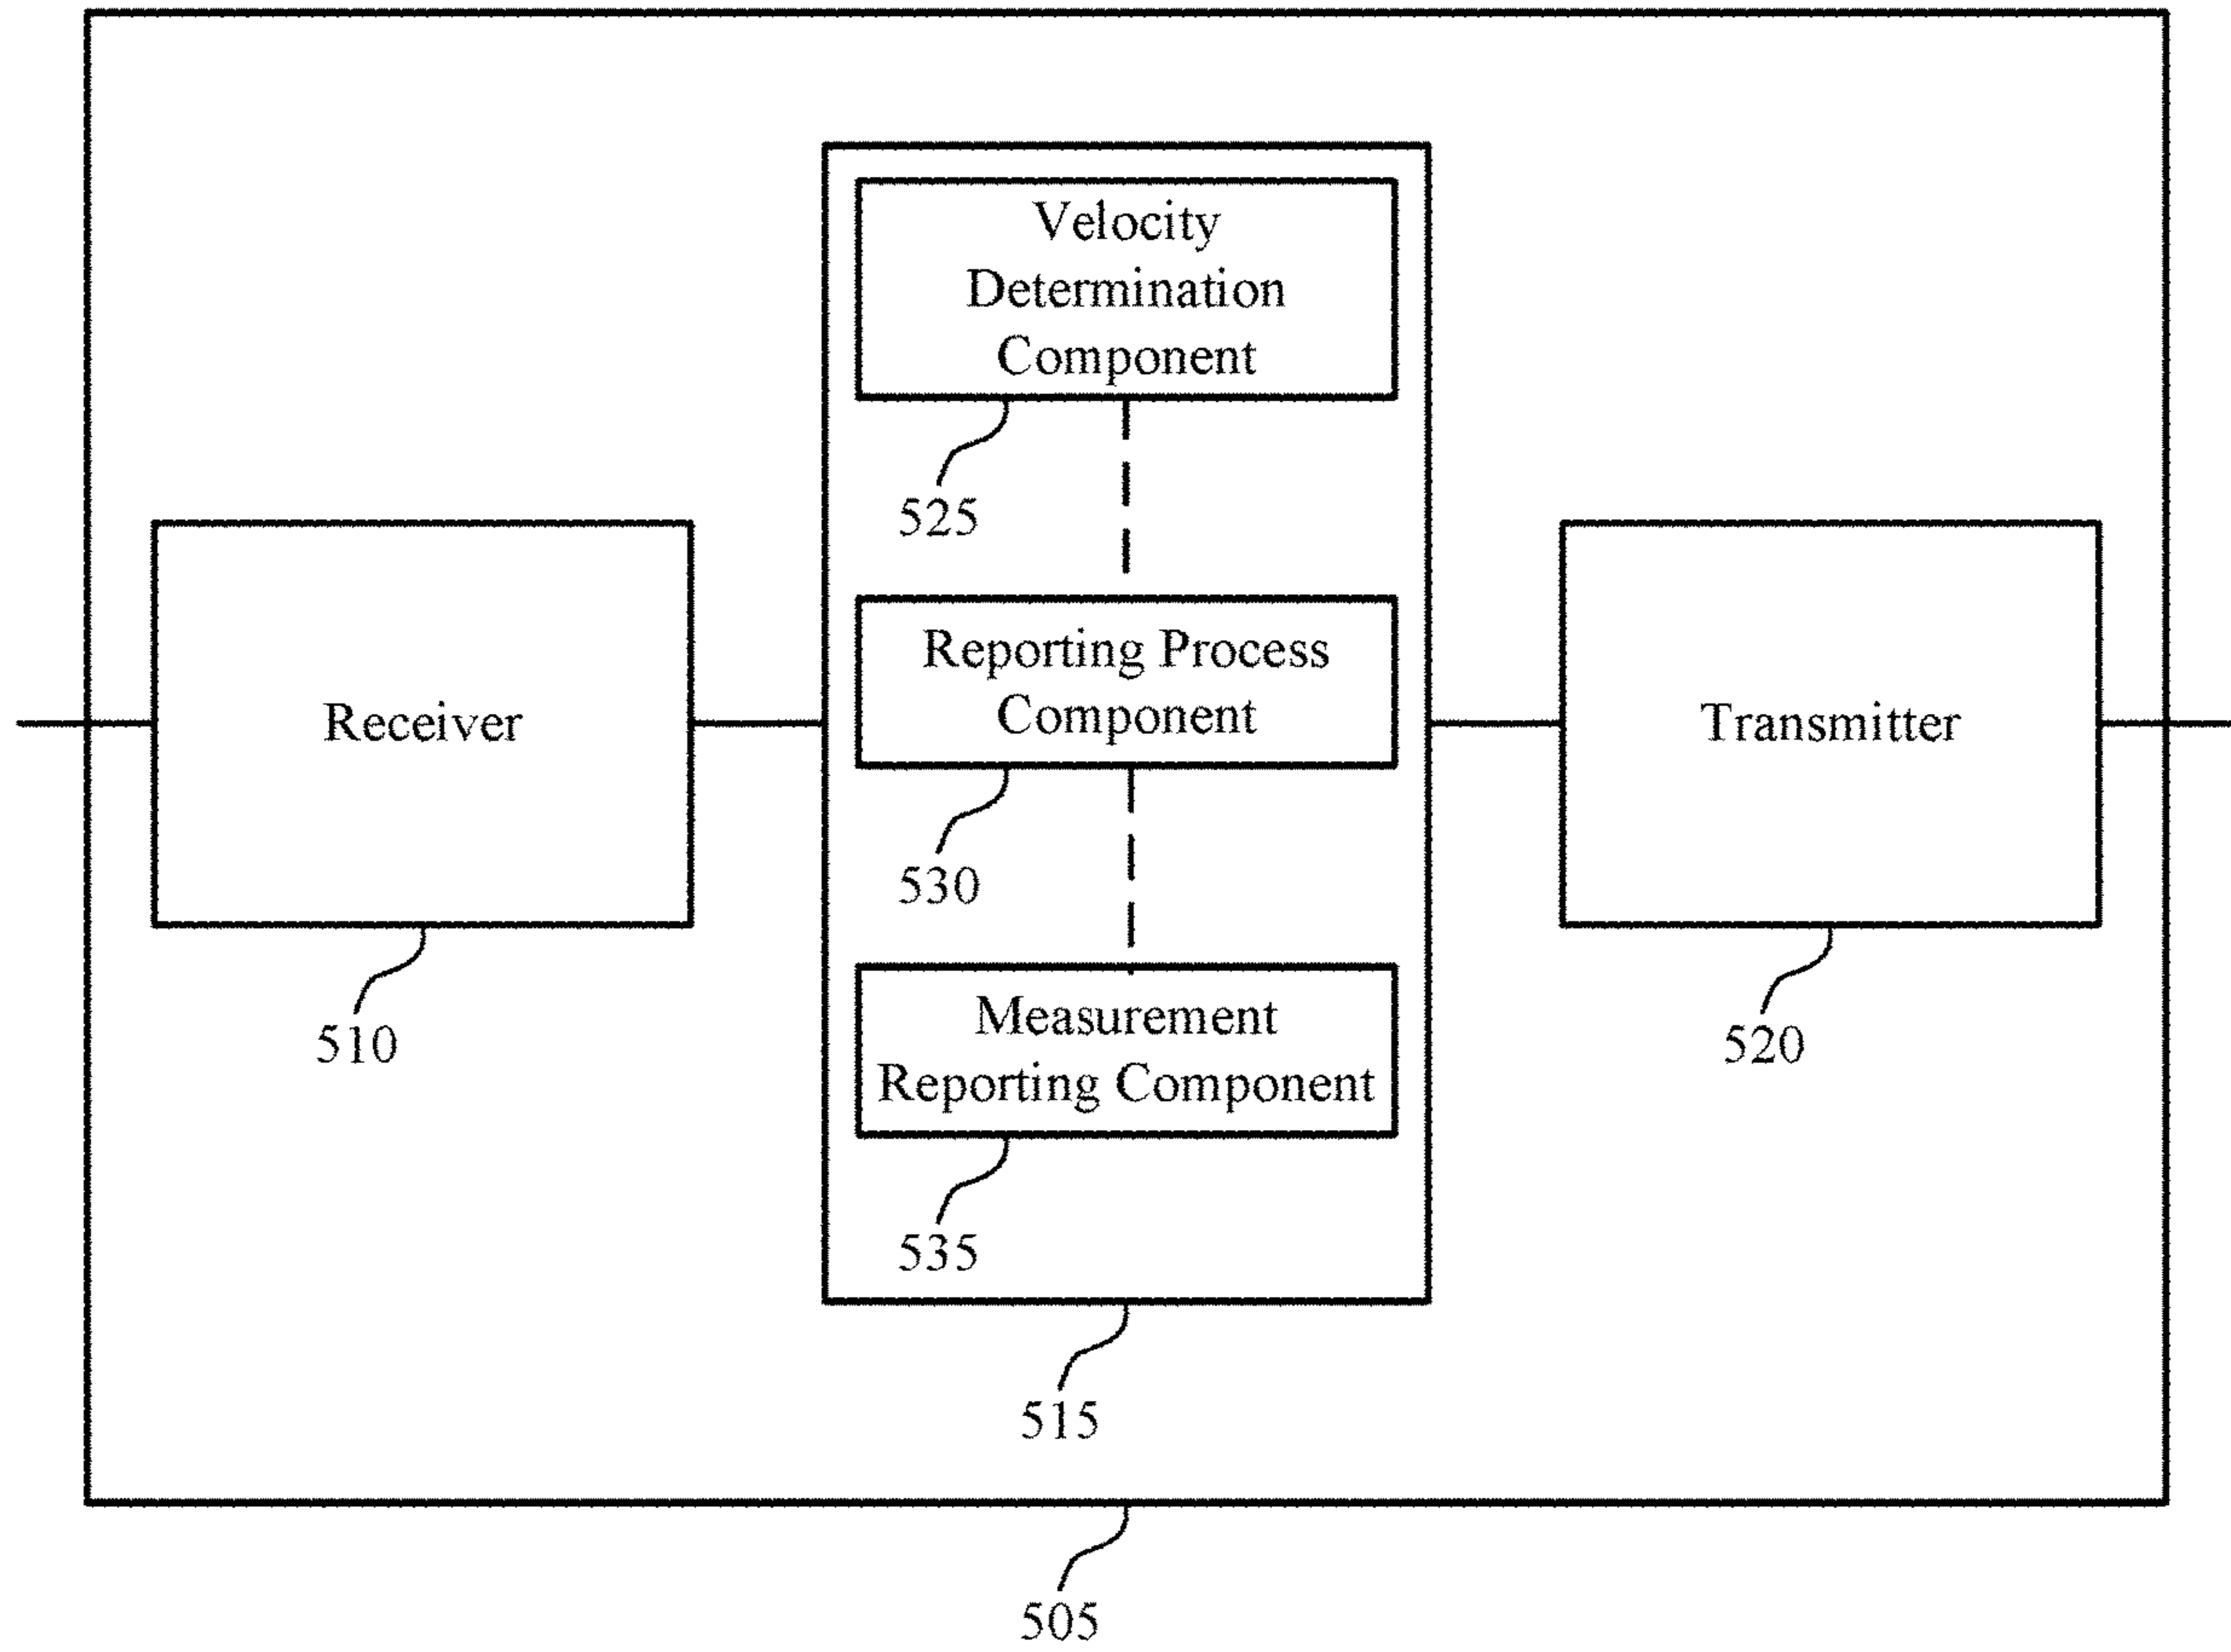 Velocity
Determination
Component
525
Reporting Process
Component
530
Receiver
510
Transmitter
520
Measurement
Reporting Component
535
515
505